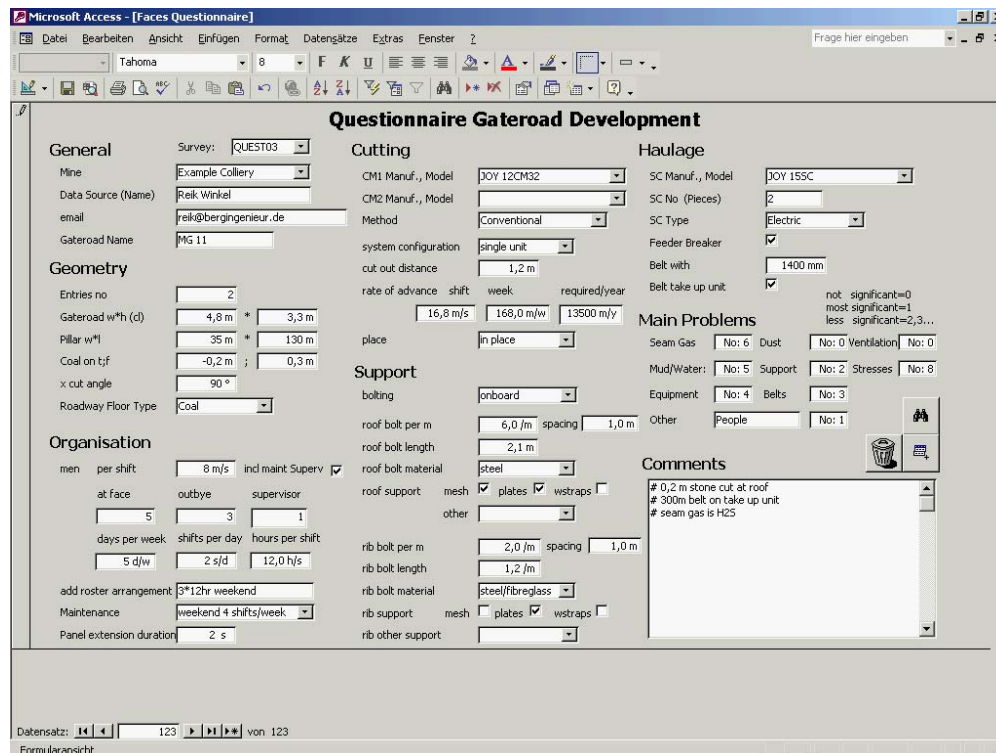 Microsoft Access - [Faces Questionnaire]
Datei Bearbeiten Ansicht Einfügen Format Datensätze Extras Fenster ? Frage hier eingeben
Tahoma 8 F K U
Questionnaire Gateroad Development
General Survey: QUEST03
Mine Example Colliery
Data Source (Name) Reik Winkel
email reik@bergingenieur.de
Gateroad Name MG 11
Geometry
Entries no 2
Gateroad w*h (cl) 4,8 m * 3,3 m
Pillar w*l 35 m * 130 m
Coal on t;f -0,2 m ; 0,3 m
x cut angle 90 °
Roadway Floor Type Coal
Organisation
men per shift 8 m/s incl maint Superv
at face outbye supervisor
5 3 1
days per week shifts per day hours per shift
5 d/w 2 s/d 12,0 h/s
add roster arrangement 3*12hr weekend
Maintenance weekend 4 shifts/week
Panel extension duration 2 s
Cutting
CM1 Manuf., Model JOY 12CM32
CM2 Manuf., Model
Method Conventional
system configuration single unit
cut out distance 1,2 m
rate of advance shift week required/year
16,8 m/s 168,0 m/w 13500 m/y
place in place
Support
bolting onboard
roof bolt per m 6,0 /m spacing 1,0 m
roof bolt length 2,1 m
roof bolt material steel
roof support mesh plates wstraps
other
rib bolt per m 2,0 /m spacing 1,0 m
rib bolt length 1,2 /m
rib bolt material steel/fibreglass
rib support mesh plates wstraps
rib other support
Haulage
SC Manuf., Model JOY 15SC
SC No (Pieces) 2
SC Type Electric
Feeder Breaker
Belt with 1400 mm
Belt take up unit
not significant=0
most significant=1
less significant=2,3...
Main Problems
Seam Gas No: 6 Dust No: 0 Ventilation No: 0
Mud/Water: No: 5 Support No: 2 Stresses No: 8
Equipment No: 4 Belts No: 3
Other People No: 1
Comments
# 0,2 m stone cut at roof
# 300m belt on take up unit
# seam gas is H2S
Datensatz: 123 von 123
Formularansicht